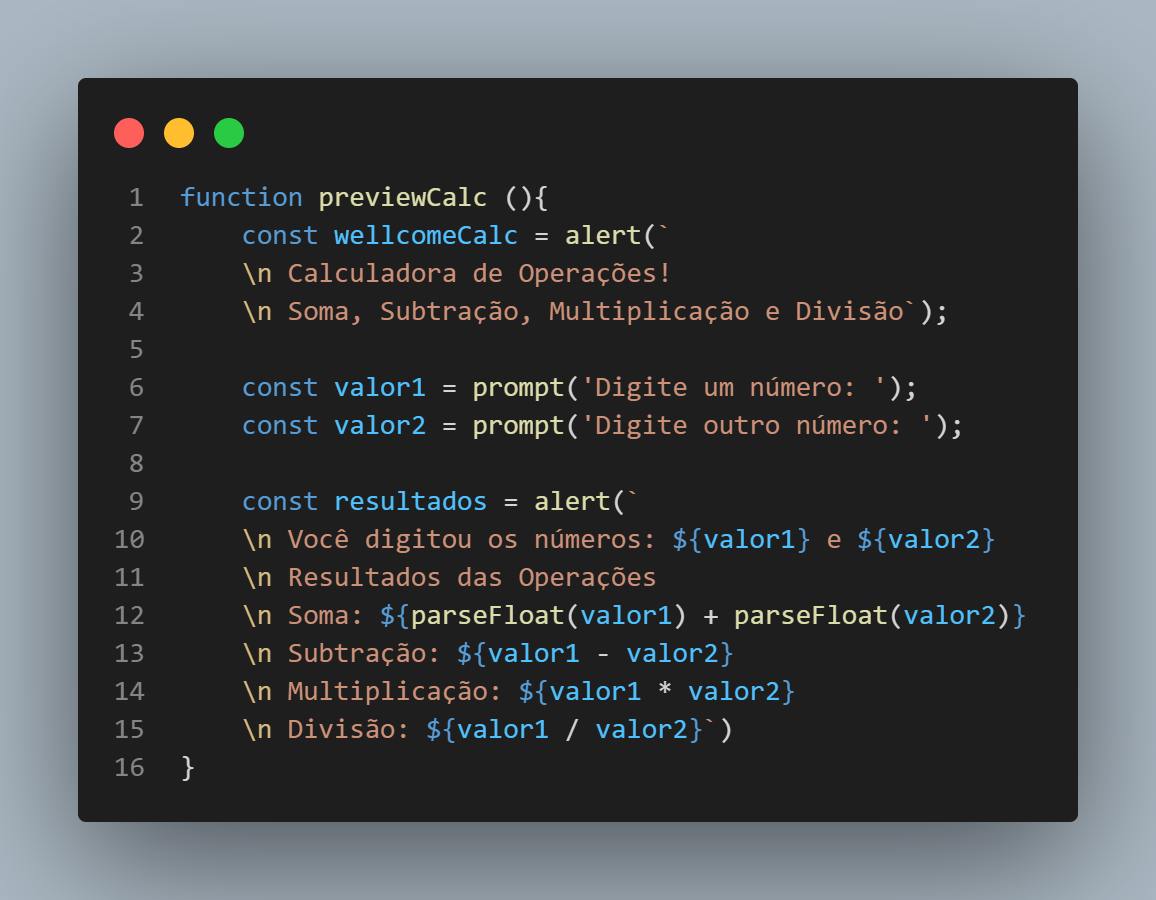 1 function previewCalc (){
2     const wellcomeCalc = alert(`
3     \n Calculadora de Operações!
4     \n Soma, Subtração, Multiplicação e Divisão`);
5
6     const valor1 = prompt('Digite um número: ');
7     const valor2 = prompt('Digite outro número: ');
8
9     const resultados = alert(`
10     \n Você digitou os números: ${valor1} e ${valor2}
11     \n Resultados das Operações
12     \n Soma: ${parseFloat(valor1) + parseFloat(valor2)}
13     \n Subtração: ${valor1 - valor2}
14     \n Multiplicação: ${valor1 * valor2}
15     \n Divisão: ${valor1 / valor2}`)
16 }